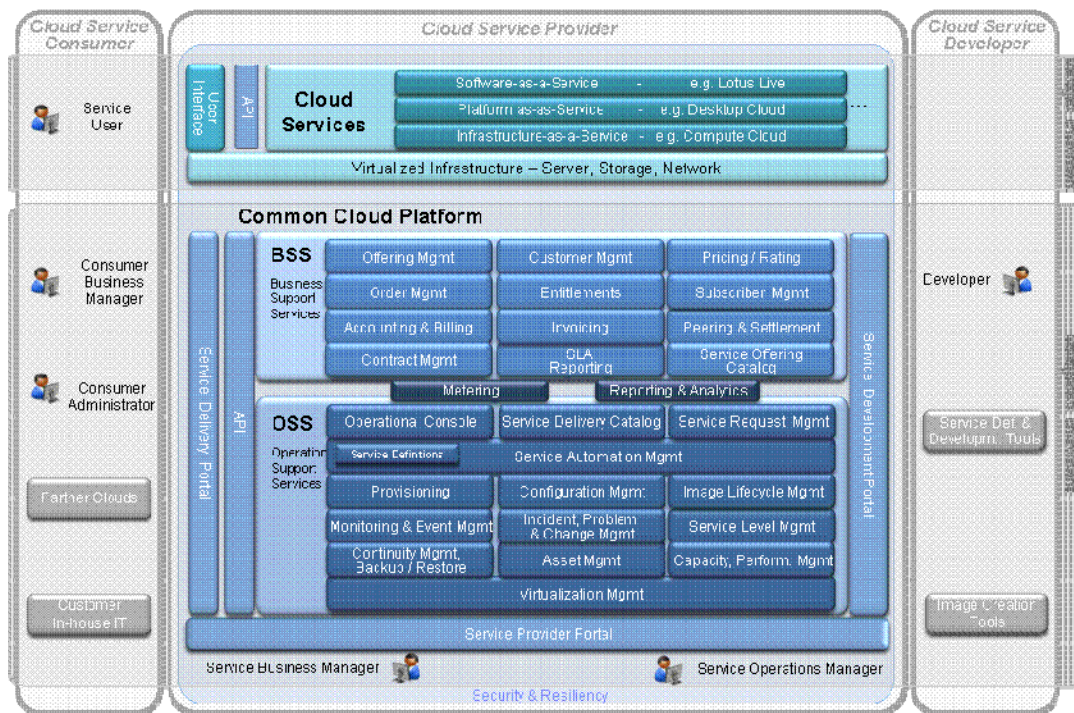 Cloud Service
Consumer
Cloud Service Provider
Cloud Service
Developer
Service
User
User
Interface
API
Cloud
Services
Software-as-a-Service - e.g. Lotus Live
Platform-as-as-Service - e.g. Desktop Cloud
Infrastructure-as-a-Service - e.g. Compute Cloud
...
Virtualized Infrastructure – Server, Storage, Network
Common Cloud Platform
Consumer
Business
Manager
Consumer
Administrator
Partner Clouds
Customer
In-house IT
Service Delivery Portal
API
BSS
Business
Support
Services
Offering Mgmt
Customer Mgmt
Pricing / Rating
Order Mgmt
Entitlements
Subscriber Mgmt
Accounting & Billing
Invoicing
Peering & Settlement
Contract Mgmt
SLA
Reporting
Service Offering
Catalog
Metering
Reporting & Analytics
OSS
Operation
Support
Services
Operational Console
Service Delivery Catalog
Service Request Mgmt
Service Definitions
Service Automation Mgmt
Provisioning
Configuration Mgmt
Image Lifecycle Mgmt
Monitoring & Event Mgmt
Incident, Problem
& Change Mgmt
Service Level Mgmt
Continuity Mgmt,
Backup / Restore
Asset Mgmt
Capacity, Perform. Mgmt
Virtualization Mgmt
Service Development Portal
Developer
Service Def. &
Developm. Tools
Image Creation
Tools
Service Provider Portal
Service Business Manager
Service Operations Manager
Security & Resiliency